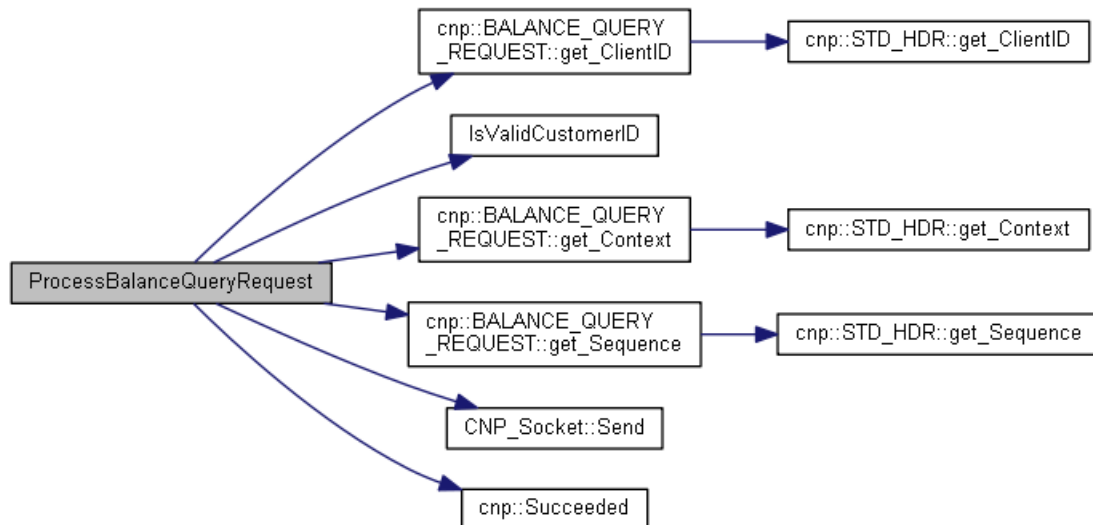 cnp::BALANCE_QUERY
_REQUEST::get_ClientID
cnp::STD_HDR::get_ClientID
IsValidCustomerID
cnp::BALANCE_QUERY
_REQUEST::get_Context
cnp::STD_HDR::get_Context
ProcessBalanceQueryRequest
cnp::BALANCE_QUERY
_REQUEST::get_Sequence
cnp::STD_HDR::get_Sequence
CNP_Socket::Send
cnp::Succeeded